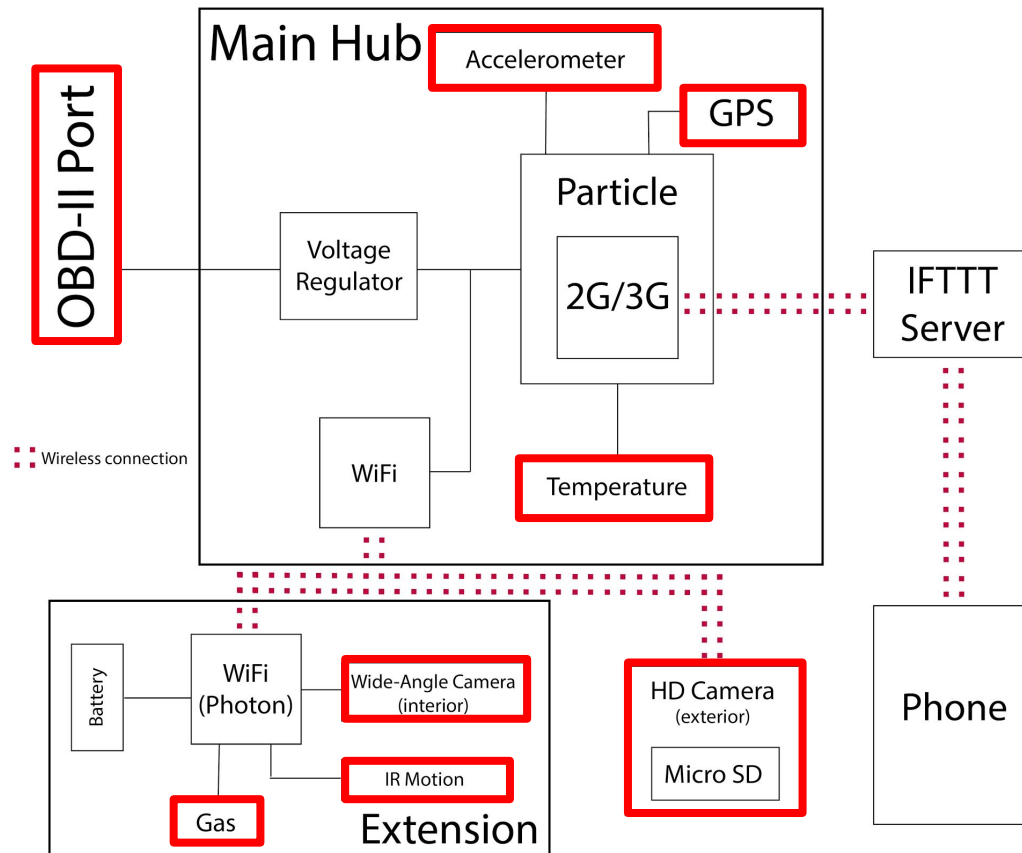 Main Hub
Accelerometer
GPS
OBD-II Port
Particle
2G/3G
Voltage
Regulator
IFTTT
Server
Wireless connection
WiFi
Temperature
Battery
WiFi
(Photon)
Wide-Angle Camera
(interior)
IR Motion
Gas
Extension
HD Camera
(exterior)
Micro SD
Phone